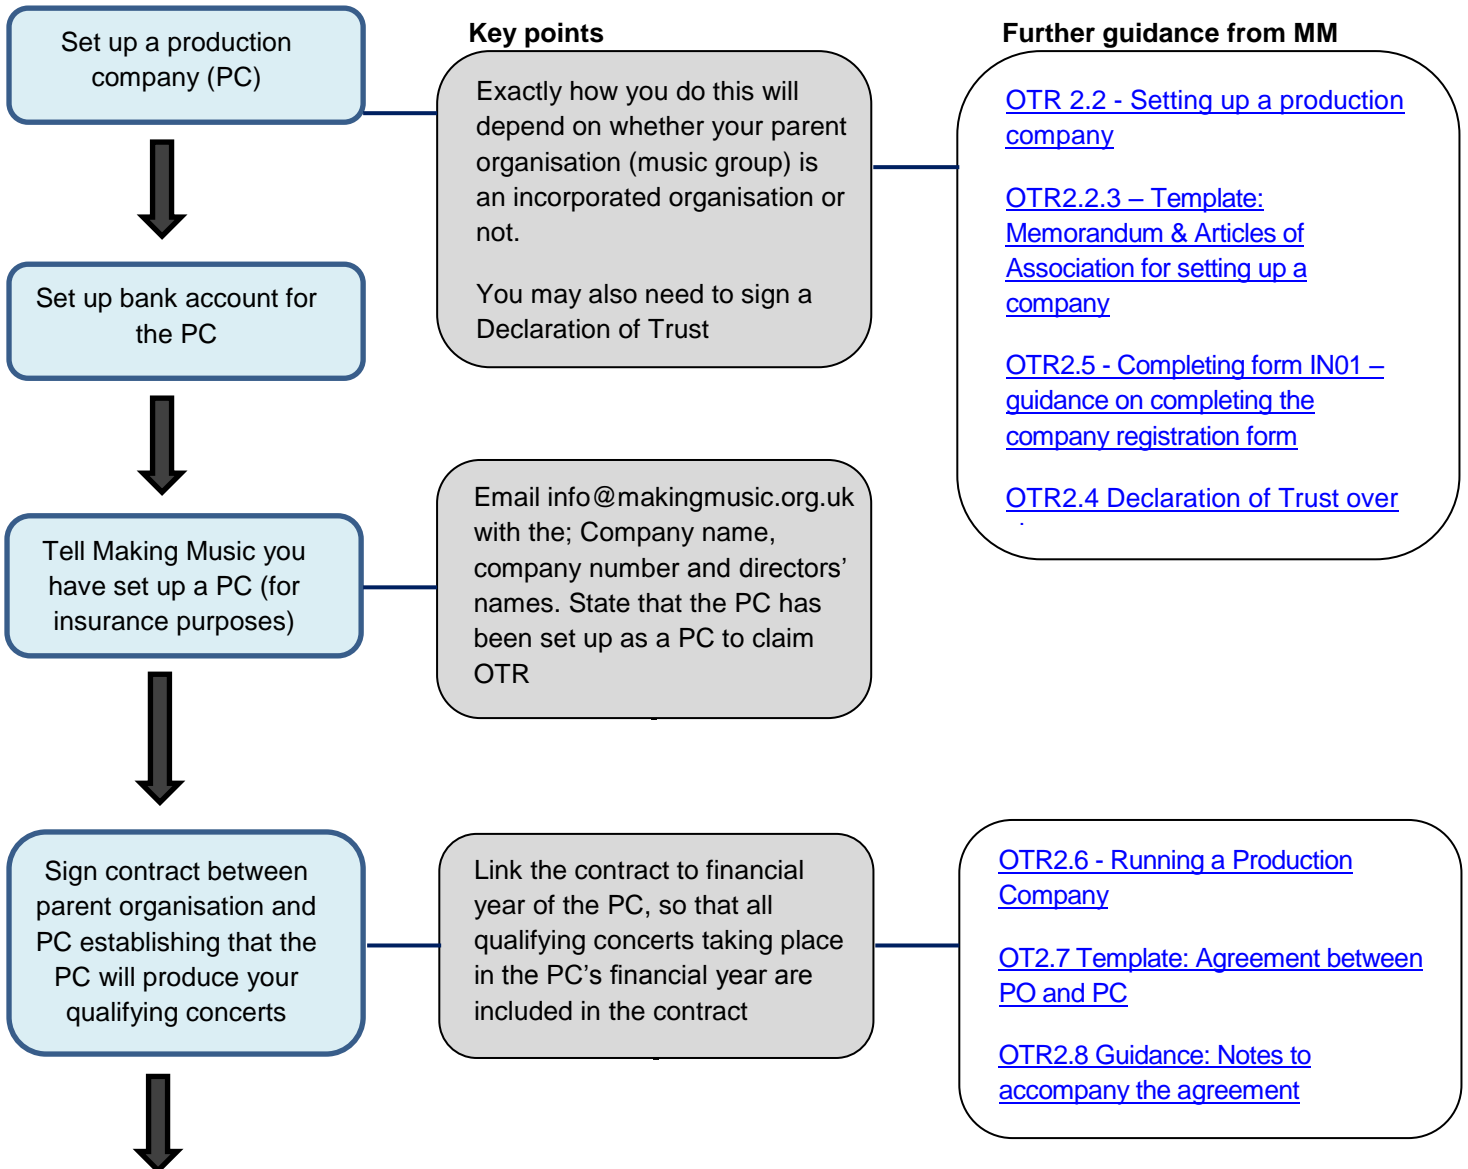 Set up a production
company (PC)
Key points
Exactly how you do this will
depend on whether your parent
organisation (music group) is
an incorporated organisation or
not.
You may also need to sign a
Declaration of Trust
Further guidance from MM
OTR 2.2 - Setting up a production
company
OTR2.2.3 – Template:
Memorandum & Articles of
Association for setting up a
company
OTR2.5 - Completing form IN01 –
guidance on completing the
company registration form
OTR2.4 Declaration of Trust over
Set up bank account for
the PC
Tell Making Music you
have set up a PC (for
insurance purposes)
Email info@makingmusic.org.uk
with the; Company name,
company number and directors’
names. State that the PC has
been set up as a PC to claim
OTR
Sign contract between
parent organisation and
PC establishing that the
PC will produce your
qualifying concerts
Link the contract to financial
year of the PC, so that all
qualifying concerts taking place
in the PC’s financial year are
included in the contract
OTR2.6 - Running a Production
Company
OT2.7 Template: Agreement between
PO and PC
OTR2.8 Guidance: Notes to
accompany the agreement